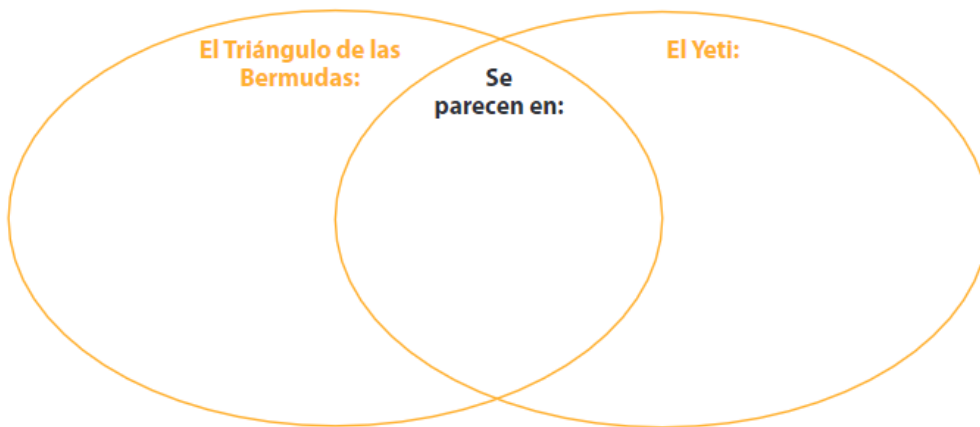 El Triángulo de las
Bermudas:
Se
parecen en:
El Yeti: